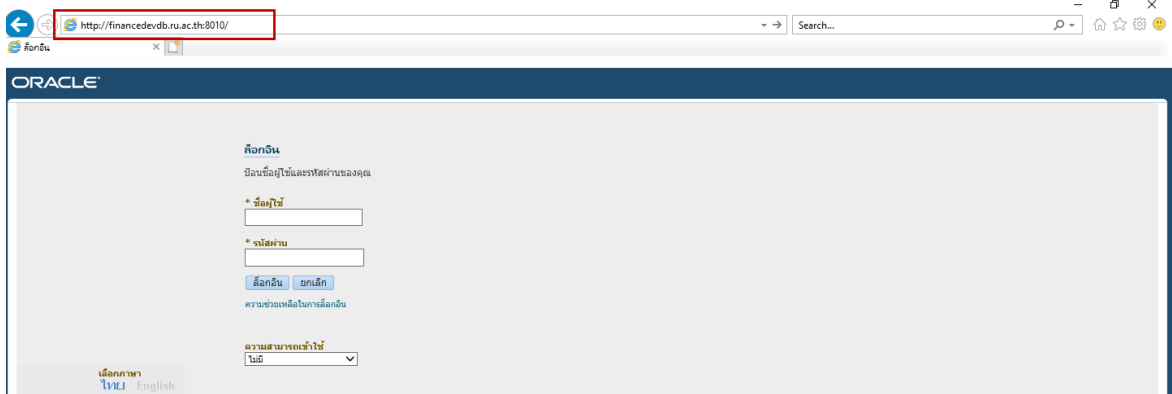 http://financedevdb.ru.ac.th:8010/
Search...
ล็อกอิน
ORACLE
ล็อกอิน
ป้อนชื่อผู้ใช้และรหัสผ่านของคุณ
* ชื่อผู้ใช้
* รหัสผ่าน
ล็อกอิน ยกเลิก
ความช่วยเหลือในการล็อกอิน
ความสามารถเข้าใช้
ไม่มี
เลือกภาษา
ไทย English